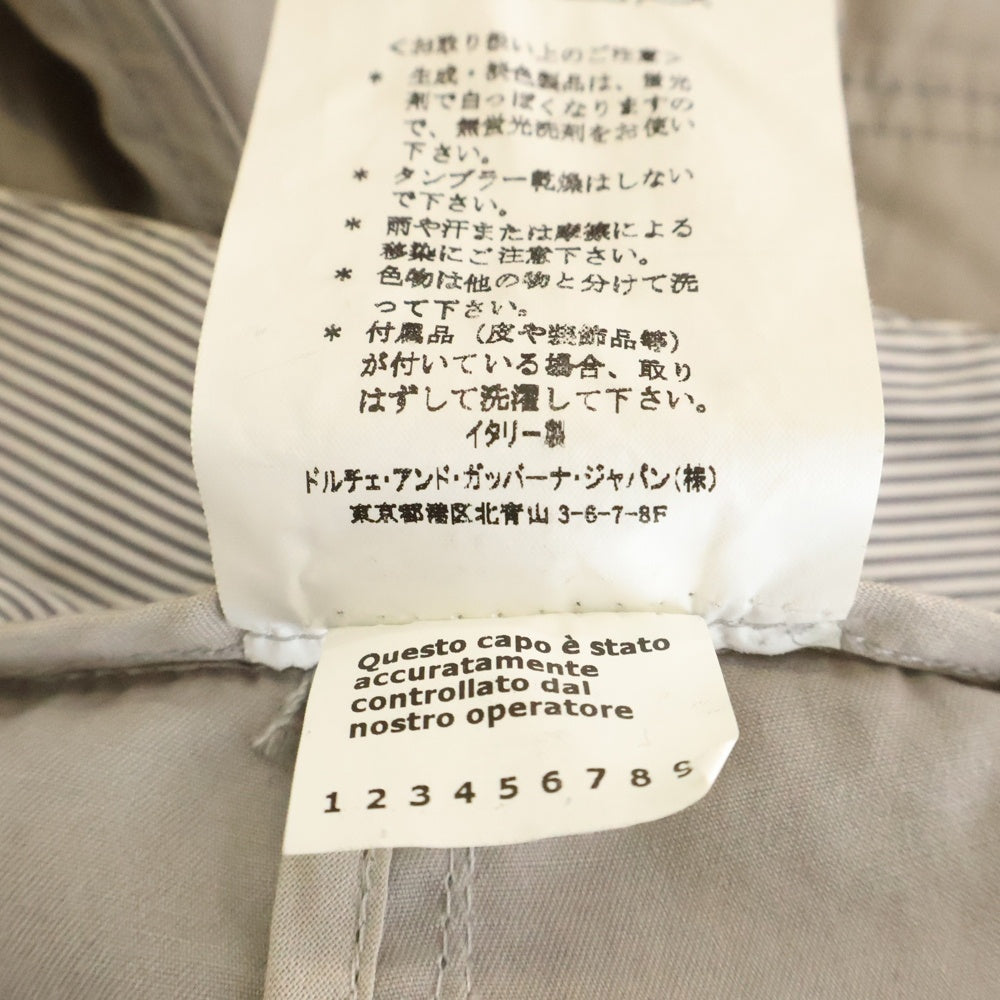 ＜お取り扱い上のご注意＞
* 生成・淡色製品は、蛍光
剤で白っぽくなりますの
で、無蛍光洗剤をお使い
下さい。
* タンブラー乾燥はしない
で下さい。
* 雨や汗または摩擦による
移染にご注意下さい。
* 色物は他の物と分けて洗
って下さい。
* 付属品（皮や装飾品等）
が付いている場合、取り
はずして洗濯して下さい。
イタリー製
ドルチェ・アンド・ガッバーナ・ジャパン(株)
東京都港区北青山 3-6-7-8F
Questo capo è stato
accuratamente
controllato dal
nostro operatore
1 2 3 4 5 6 7 8 9